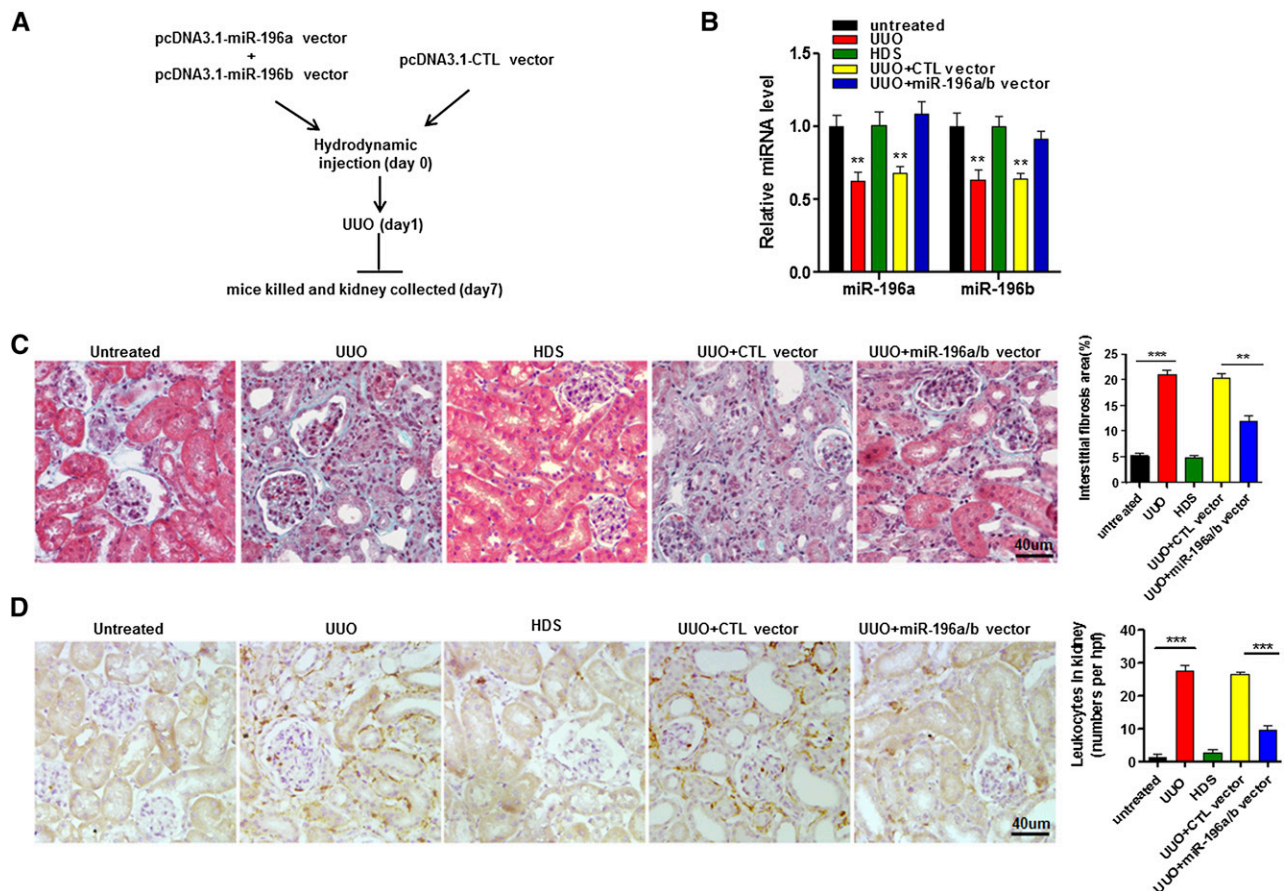 A
pcDNA3.1-miR-196a vector
+
pcDNA3.1-miR-196b vector
pcDNA3.1-CTL vector
Hydrodynamic
injection (day 0)
UUO (day1)
mice killed and kidney collected (day7)
B
untreated
UUO
HDS
UUO+CTL vector
UUO+miR-196a/b vector
Relative miRNA level
1.5
1.0
0.5
0.0
** ** ** **
miR-196a miR-196b
C
Untreated UUO HDS UUO+CTL vector UUO+miR-196a/b vector
40um
Interstitial fibrosis area(%)
25
20
15
10
5
0
*** **
untreated
UUO
HDS
UUO+CTL vector
UUO+miR-196a/b vector
D
Untreated UUO HDS UUO+CTL vector UUO+miR-196a/b vector
40um
Leukocytes in kidney
(numbers per hpf)
40
30
20
10
0
*** ***
untreated
UUO
HDS
UUO+CTL vector
UUO+miR-196a/b vector